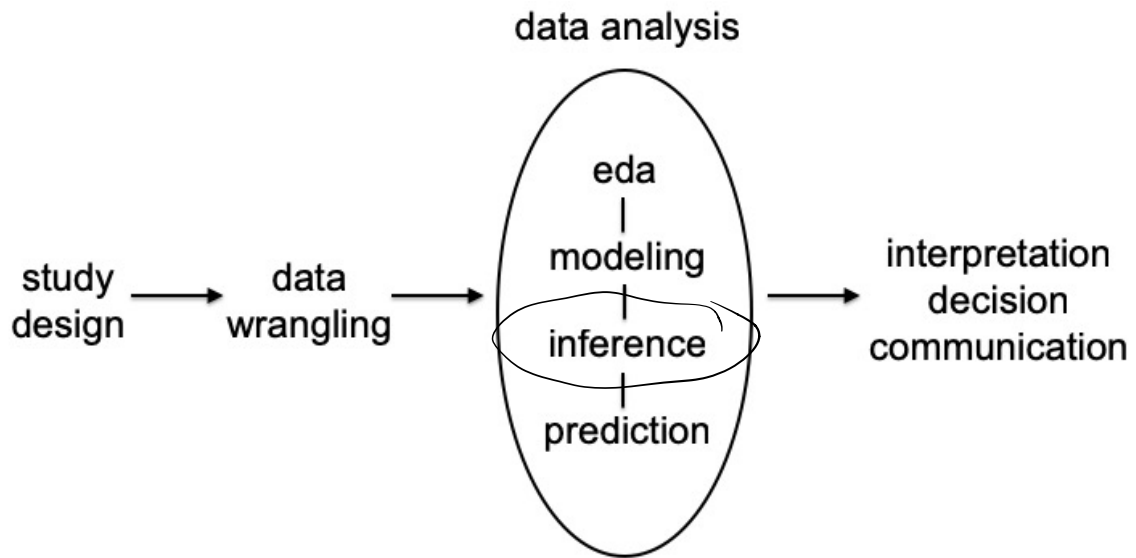 data analysis
study
design
data
wrangling
eda
modeling
inference
prediction
interpretation
decision
communication